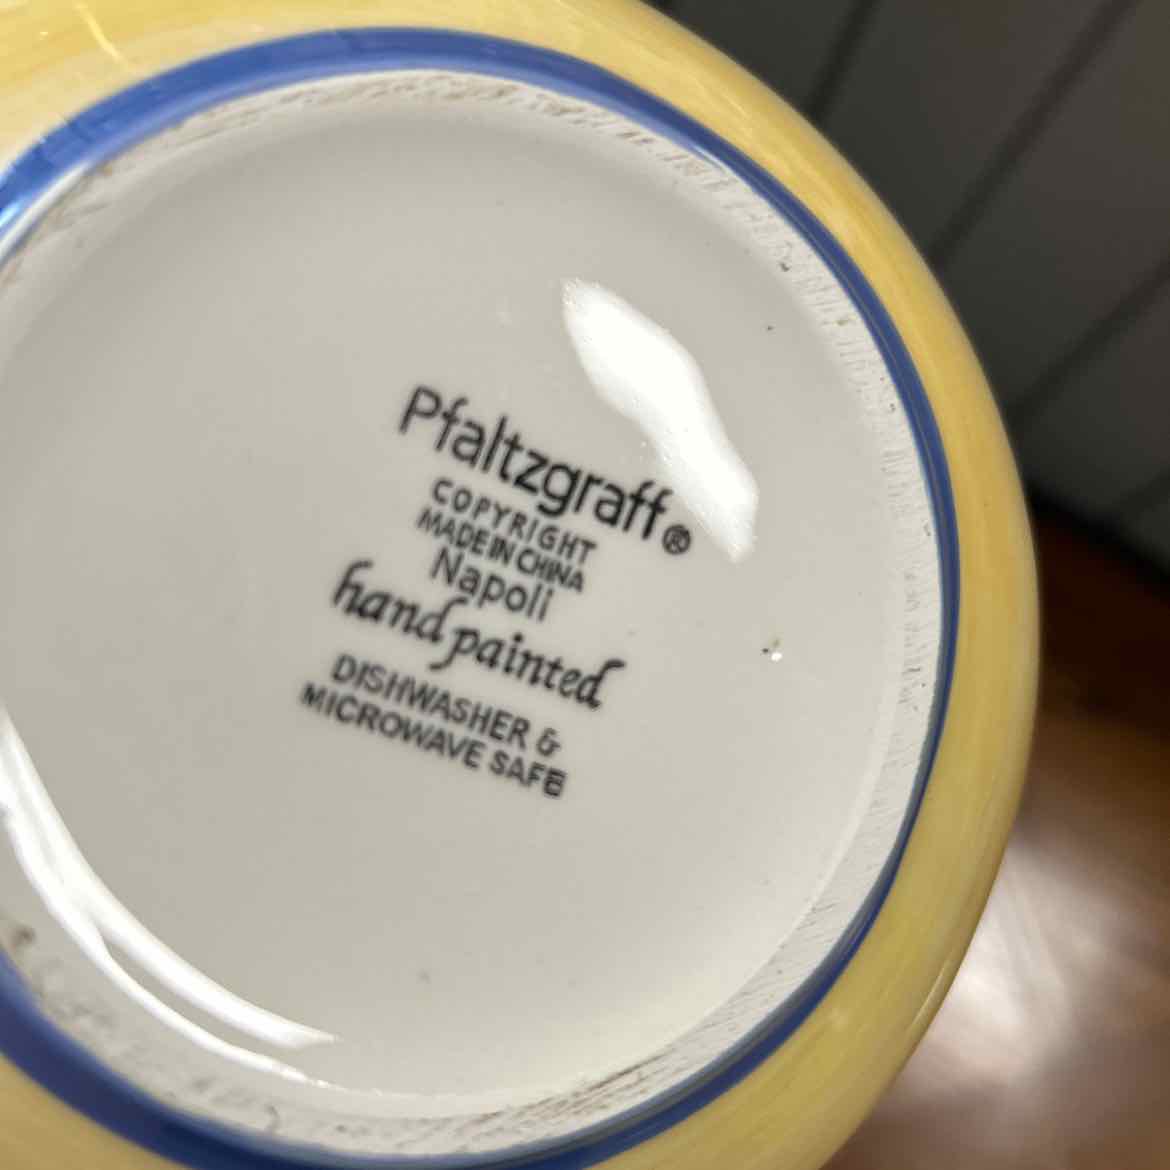 Pfaltzgraff®
COPYRIGHT
MADE IN CHINA
Napoli
hand painted
DISHWASHER &
MICROWAVE SAFE